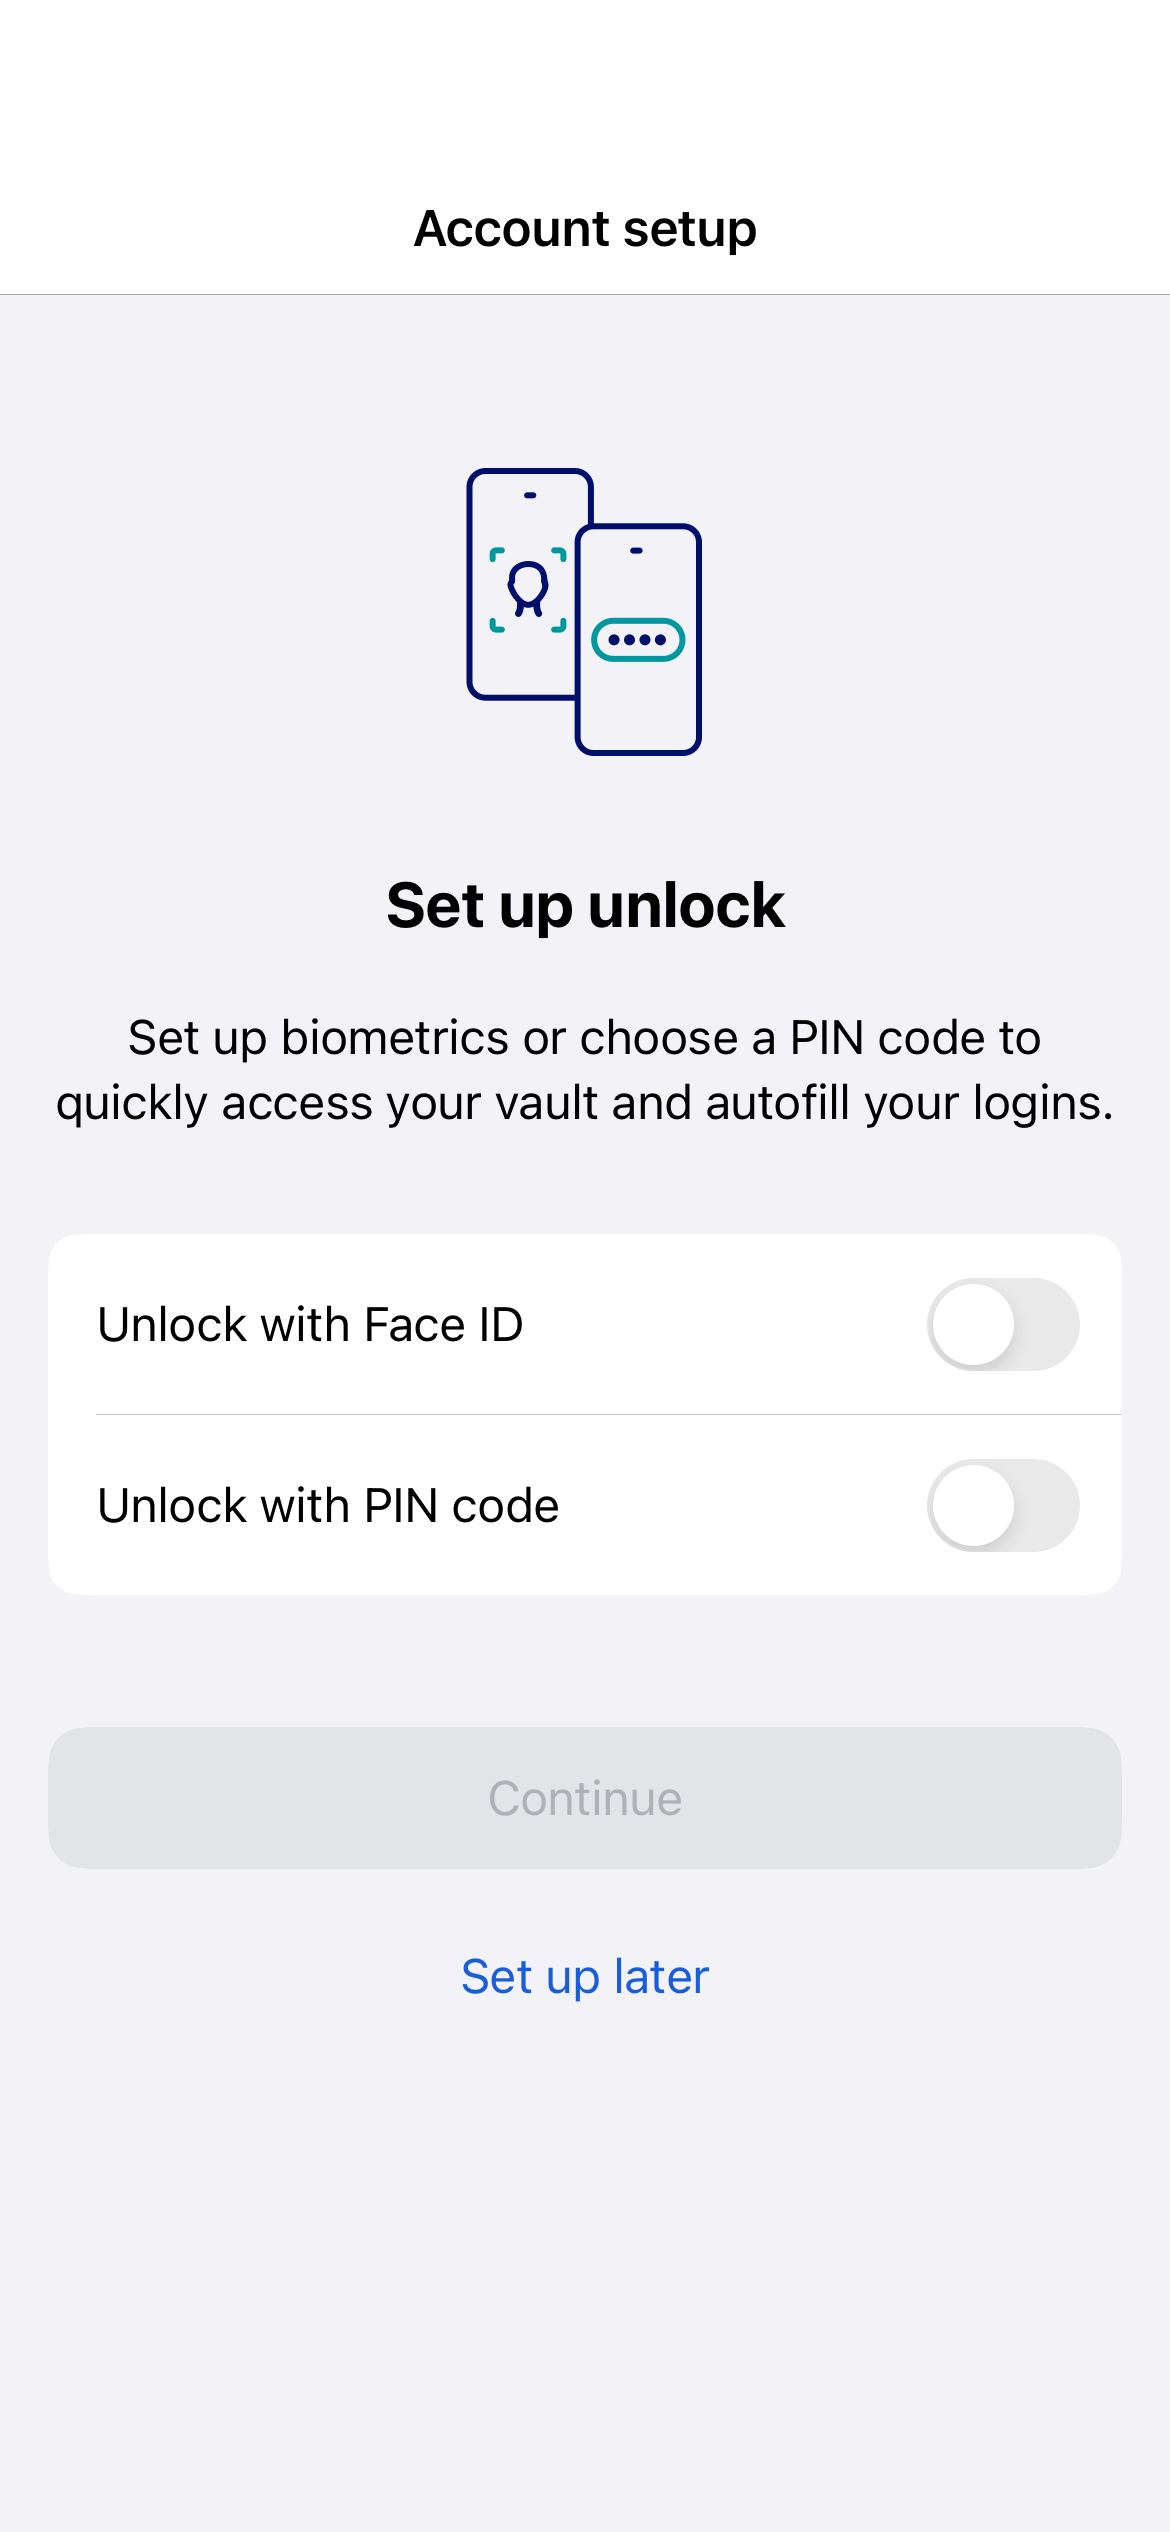 Account setup
Set up unlock
Set up biometrics or choose a PIN code to
quickly access your vault and autofill your logins.
Unlock with Face ID
Unlock with PIN code
Continue
Set up later